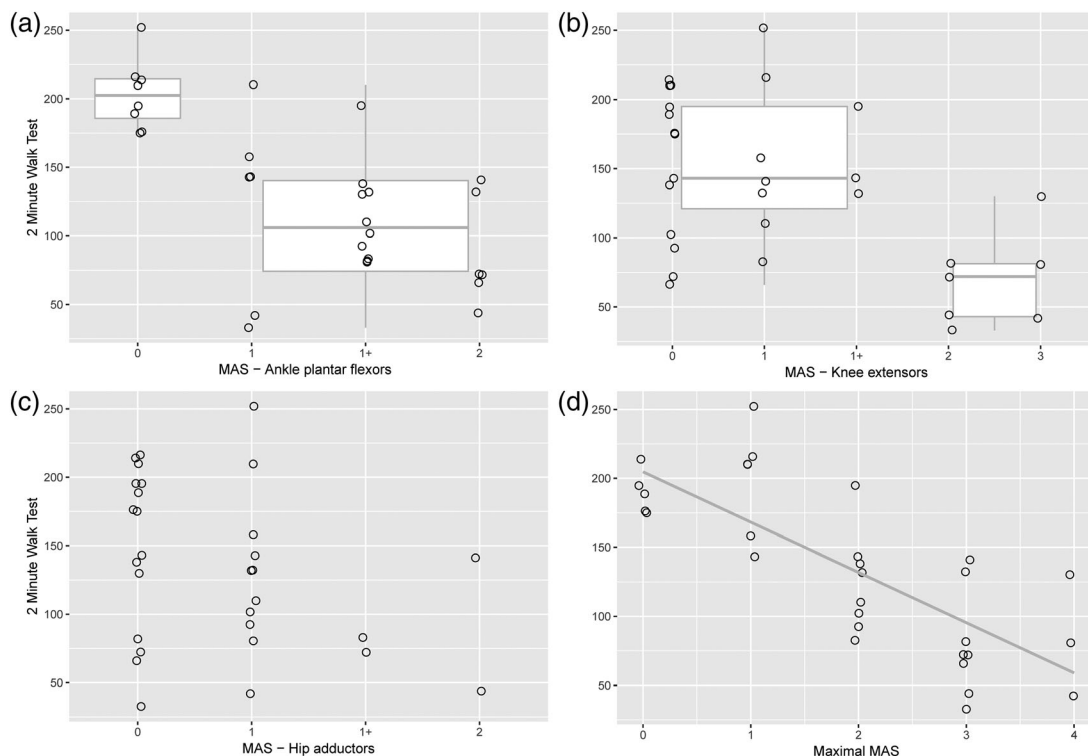 (a)
250
200
150
100
50
2 Minute Walk Test
0 1 1+ 2
MAS − Ankle plantar flexors
(b)
250
200
150
100
50
0 1 1+ 2 3
MAS − Knee extensors
(c)
250
200
150
100
50
2 Minute Walk Test
0 1 1+ 2
MAS − Hip adductors
(d)
250
200
150
100
50
0 1 2 3 4
Maximal MAS